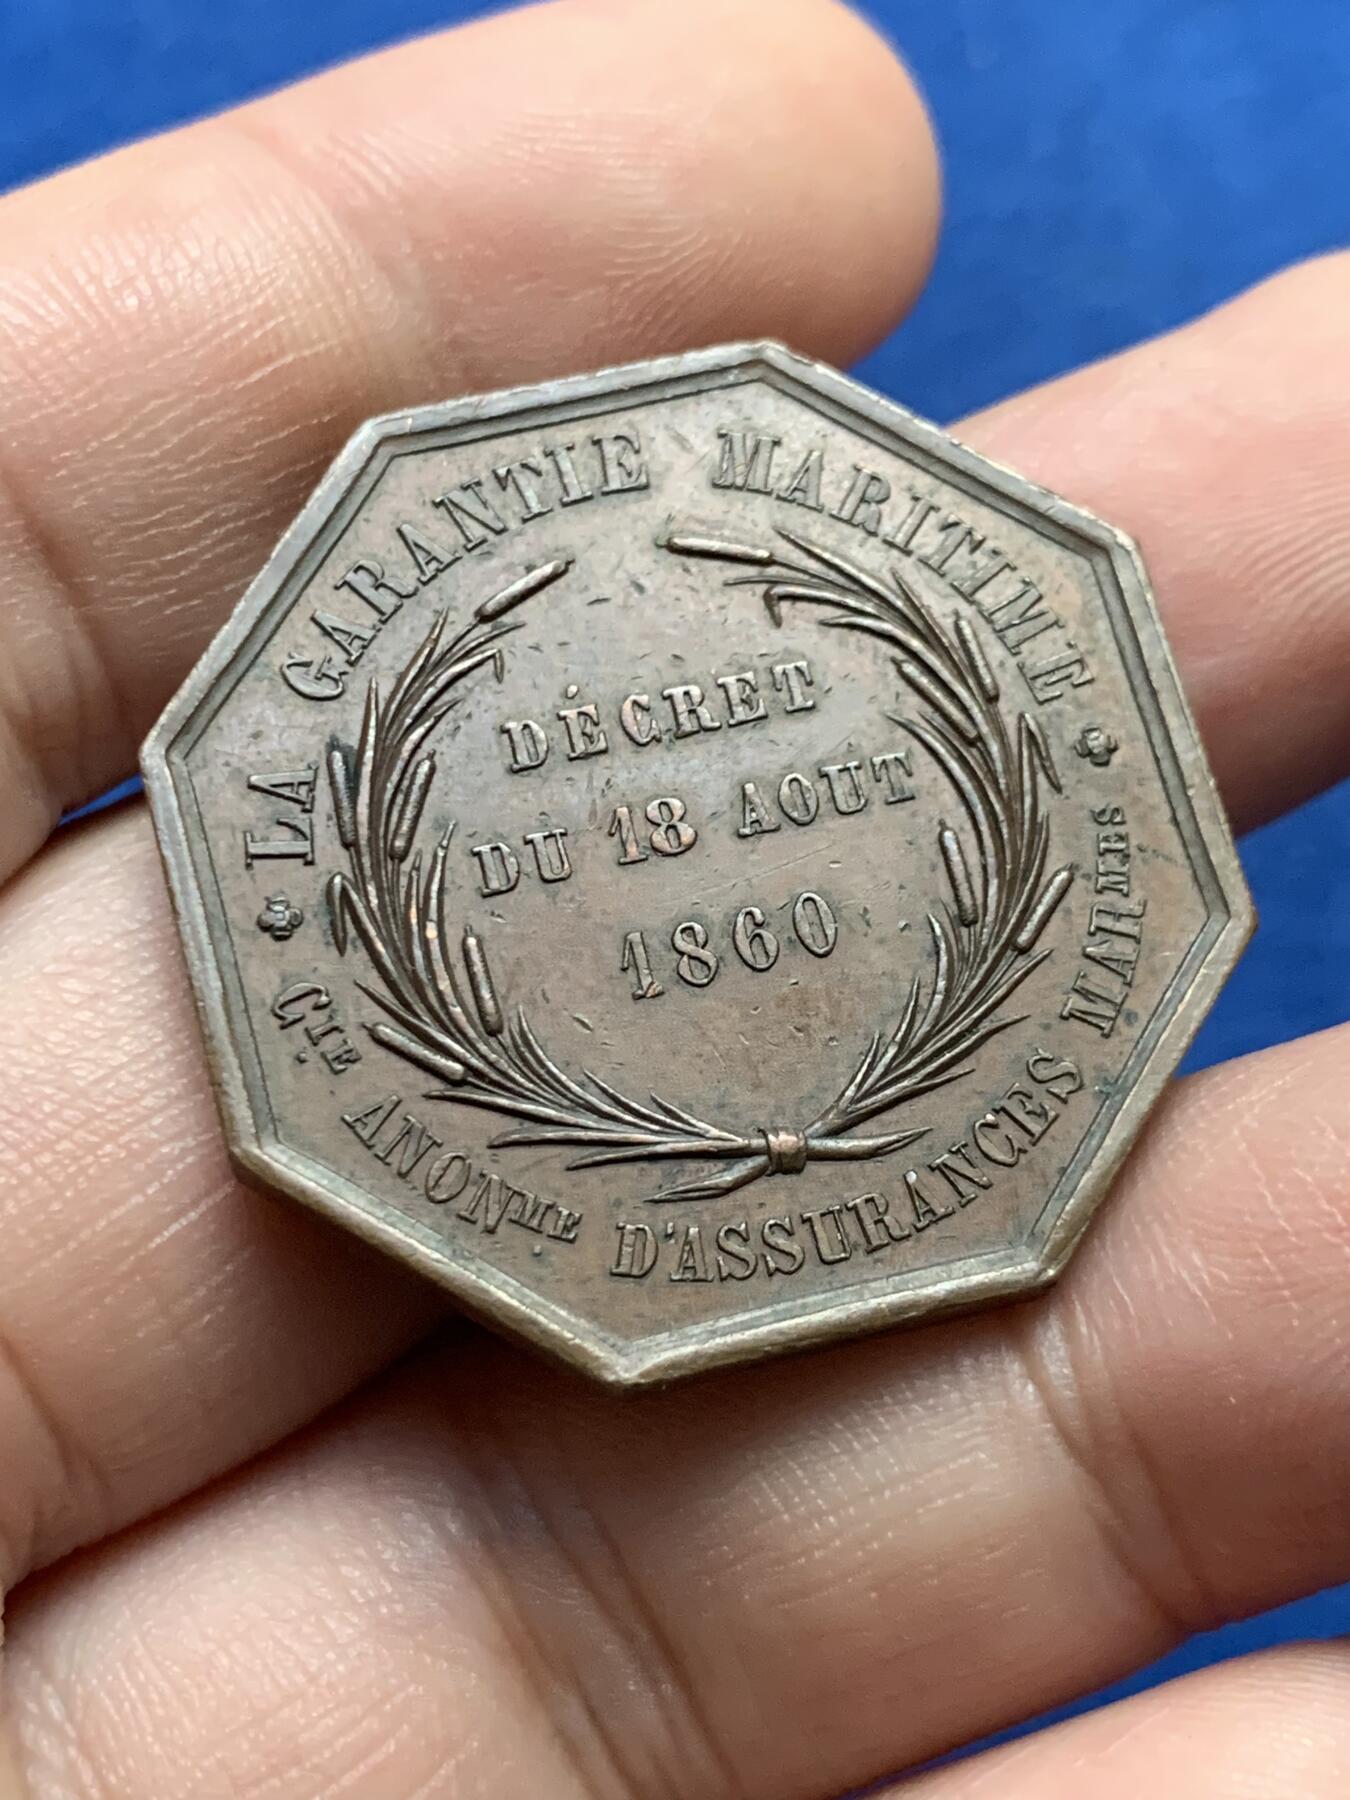 LA GARANTIE MARITIME
CIE ANONME D'ASSURANCES MARMES
DÉCRET
DU 18 AOUT
1860